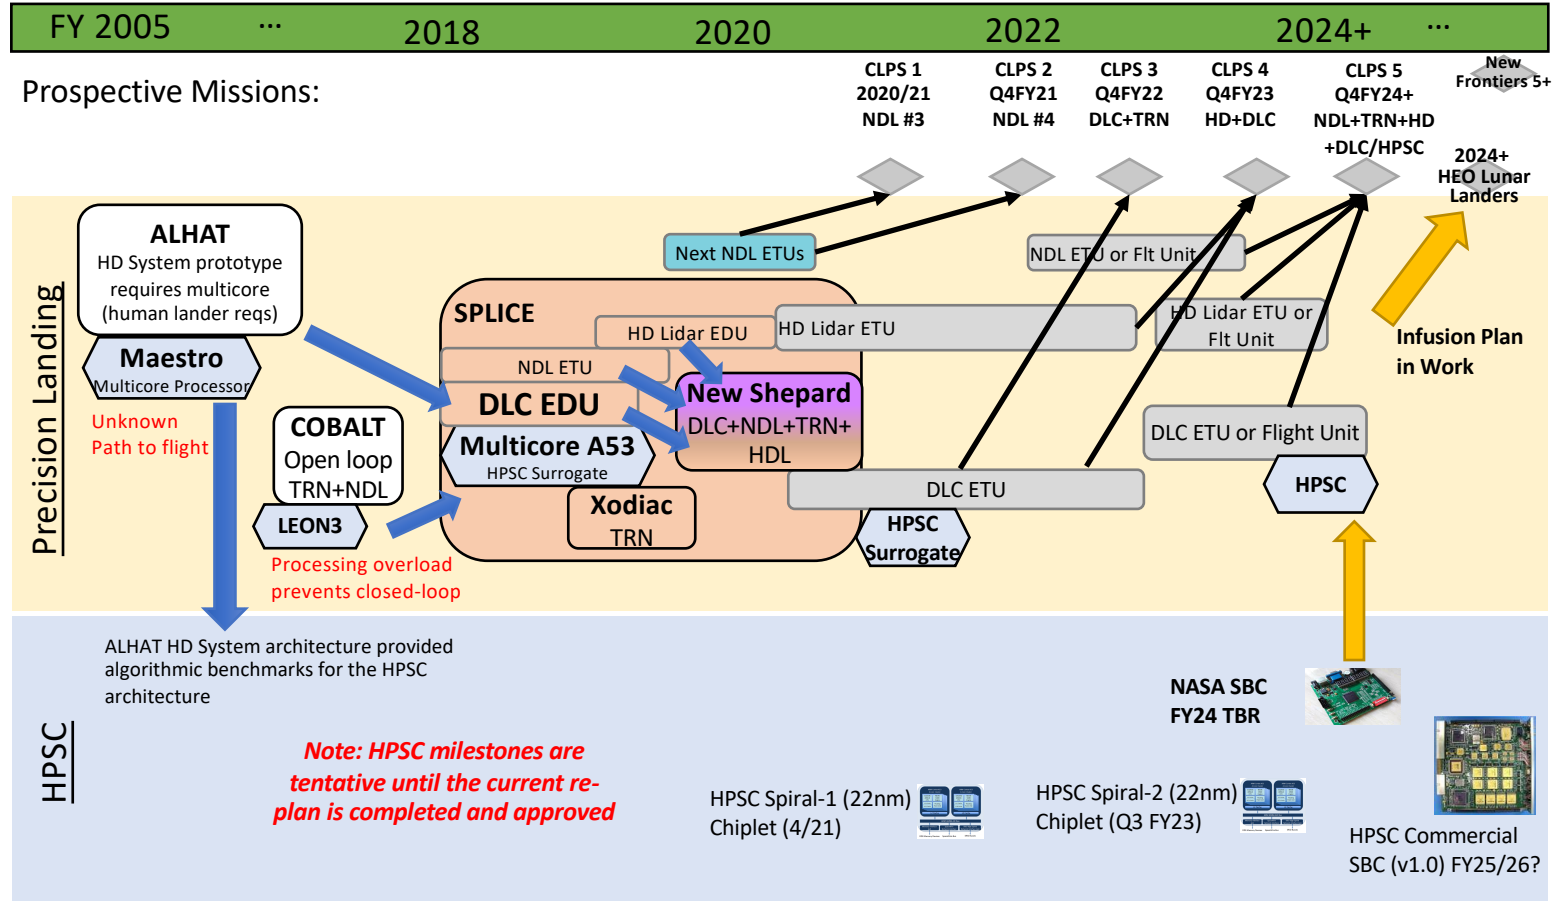 FY 2005 ... 2018 2020 2022 2024+ ...
Prospective Missions:
CLPS 1
2020/21
NDL #3
CLPS 2
Q4FY21
NDL #4
CLPS 3
Q4FY22
DLC+TRN
CLPS 4
Q4FY23
HD+DLC
CLPS 5
Q4FY24+
NDL+TRN+HD
+DLC/HPSC
New
Frontiers 5+
2024+
HEO Lunar
Landers
Precision Landing
ALHAT
HD System prototype
requires multicore
(human lander reqs)
Maestro
Multicore Processor
Unknown
Path to flight
COBALT
Open loop
TRN+NDL
LEON3
Processing overload
prevents closed-loop
SPLICE
HD Lidar EDU
NDL ETU
DLC EDU
Multicore A53
HPSC Surrogate
Xodiac
TRN
New Shepard
DLC+NDL+TRN+
HDL
Next NDL ETUs
HD Lidar ETU
DLC ETU
HPSC
Surrogate
NDL ETU or Flt Unit
HD Lidar ETU or
Flt Unit
DLC ETU or Flight Unit
HPSC
Infusion Plan
in Work
HPSC
ALHAT HD System architecture provided
algorithmic benchmarks for the HPSC
architecture
Note: HPSC milestones are
tentative until the current re-
plan is completed and approved
HPSC Spiral-1 (22nm)
Chiplet (4/21)
HPSC Spiral-2 (22nm)
Chiplet (Q3 FY23)
NASA SBC
FY24 TBR
HPSC Commercial
SBC (v1.0) FY25/26?